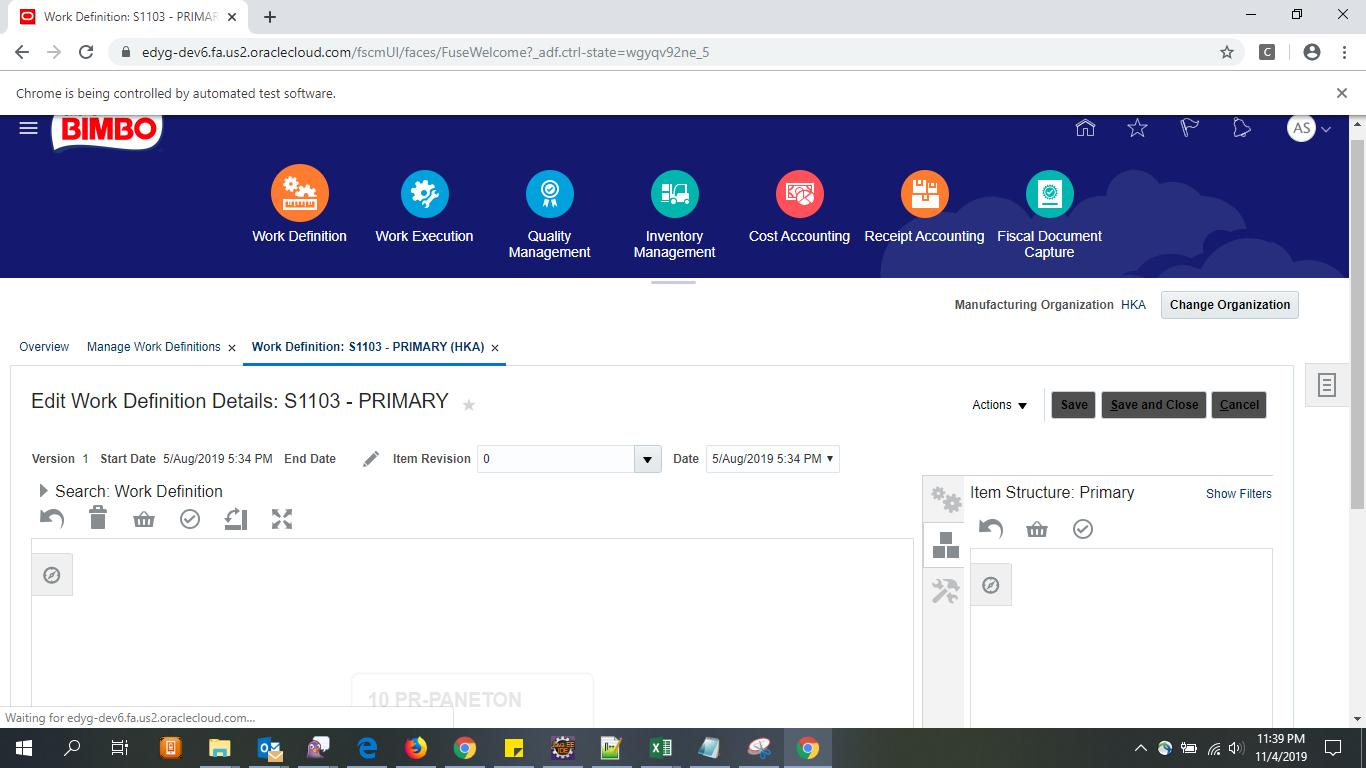 Work Definition: S1103 - PRIMAR
edyg-dev6.fa.us2.oraclecloud.com/fscmUI/faces/FuseWelcome?_adf.ctrl-state=wgyqv92ne_5
C
Chrome is being controlled by automated test software.
BIMBO
AS
Work Definition
Work Execution
Quality
Management
Inventory
Management
Cost Accounting
Receipt Accounting
Fiscal Document
Capture
Manufacturing Organization HKA Change Organization
Overview Manage Work Definitions Work Definition: S1103 - PRIMARY (HKA)
Edit Work Definition Details: S1103 - PRIMARY
Actions Save Save and Close Cancel
Version 1 Start Date 5/Aug/2019 5:34 PM End Date Item Revision 0 Date 5/Aug/2019 5:34 PM
Search: Work Definition
Item Structure: Primary Show Filters
10 PR-PANETON
Waiting for edyg-dev6.fa.us2.oraclecloud.com...
11:39 PM
11/4/2019